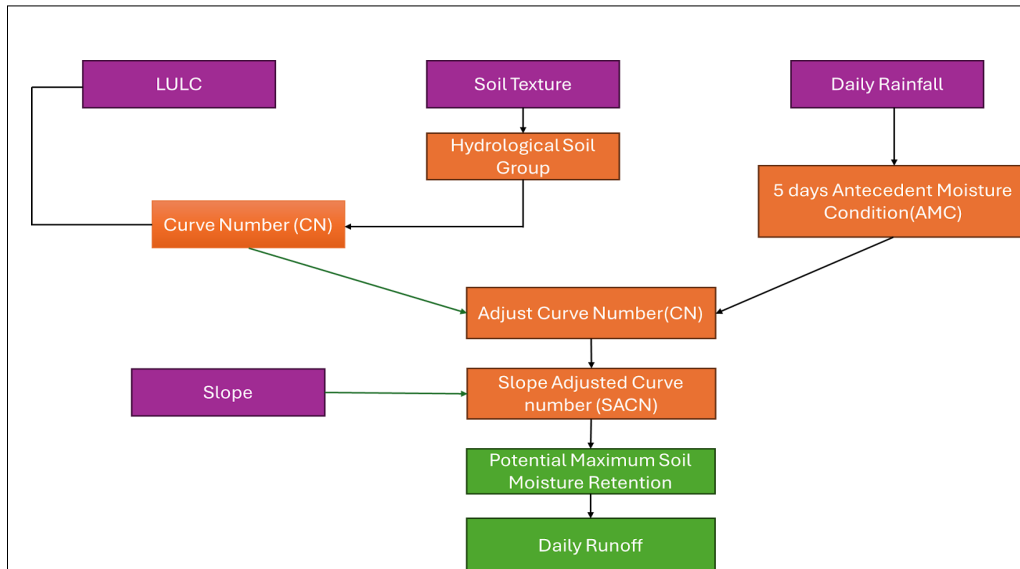 LULC
Soil Texture
Daily Rainfall
Hydrological Soil
Group
5 days Antecedent Moisture
Condition(AMC)
Curve Number (CN)
Adjust Curve Number(CN)
Slope
Slope Adjusted Curve
number (SACN)
Potential Maximum Soil
Moisture Retention
Daily Runoff